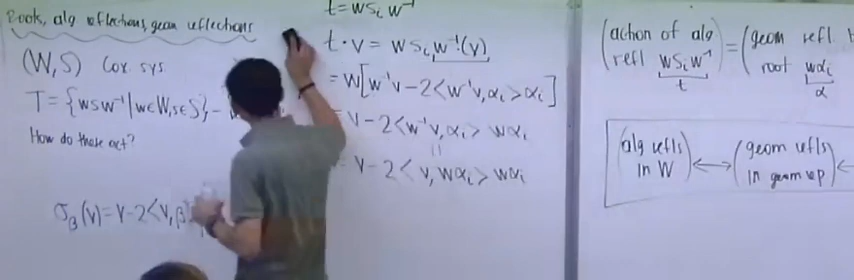 Roots, alg reflections, geom reflections
(W,S) Cox. sys.
T = {wsw⁻¹ | w∈W, s∈S} -
How do these act?
σ_β(v) = v - 2<v,β
t = ws_i w⁻¹
t · v = w s_i w⁻¹(v)
= w[w⁻¹v - 2<w⁻¹v, α_i> α_i]
= v - 2<w⁻¹v, α_i> wα_i
= v - 2<v, wα_i> wα_i
(action of alg refl ws_i w⁻¹) = (geom refl
root wα_i
t
α
(alg refls in W) ↔ (geom refls in geom rep) ←